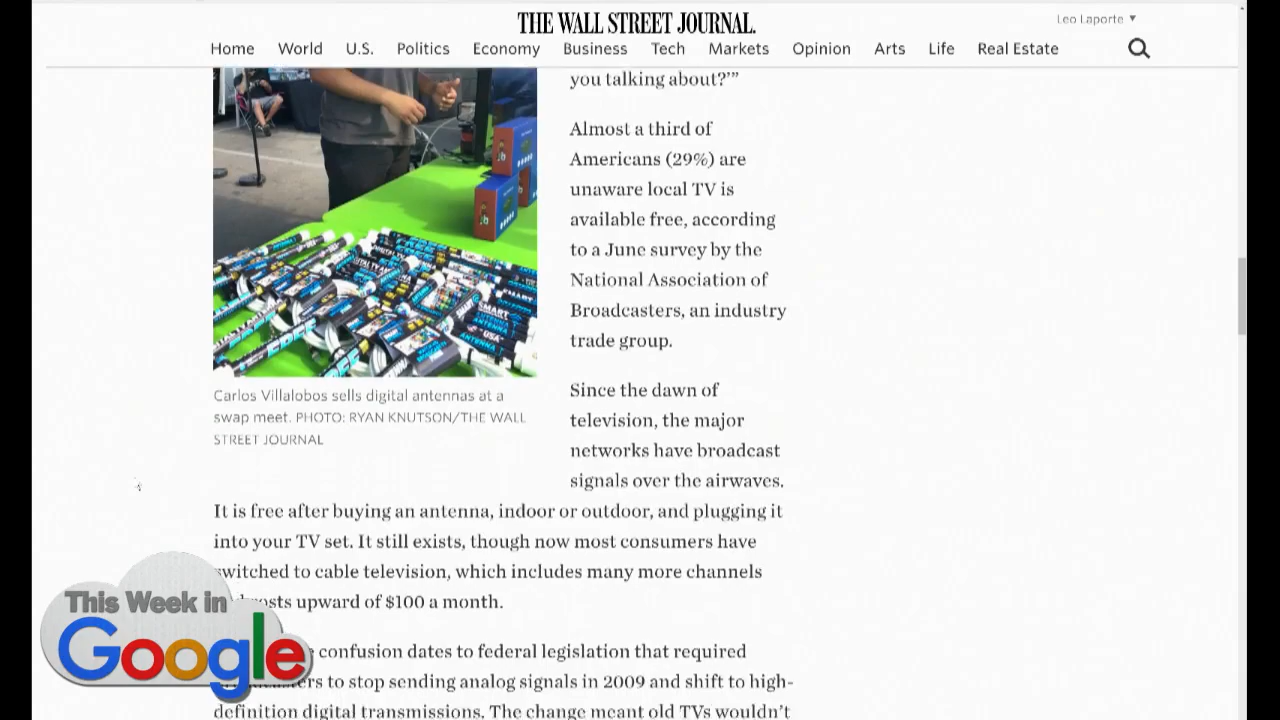 THE WALL STREET JOURNAL.
Leo Laporte ▼
Home World U.S. Politics Economy Business Tech Markets Opinion Arts Life Real Estate
you talking about?’”
Almost a third of
Americans (29%) are
unaware local TV is
available free, according
to a June survey by the
National Association of
Broadcasters, an industry
trade group.
Carlos Villalobos sells digital antennas at a
swap meet. PHOTO: RYAN KNUTSON/THE WALL
STREET JOURNAL
Since the dawn of
television, the major
networks have broadcast
signals over the airwaves.
It is free after buying an antenna, indoor or outdoor, and plugging it
into your TV set. It still exists, though now most consumers have
switched to cable television, which includes many more channels
upward of $100 a month.
confusion dates to federal legislation that required
to stop sending analog signals in 2009 and shift to high-
definition digital transmissions. The change meant old TVs wouldn’t
This Week in
Google